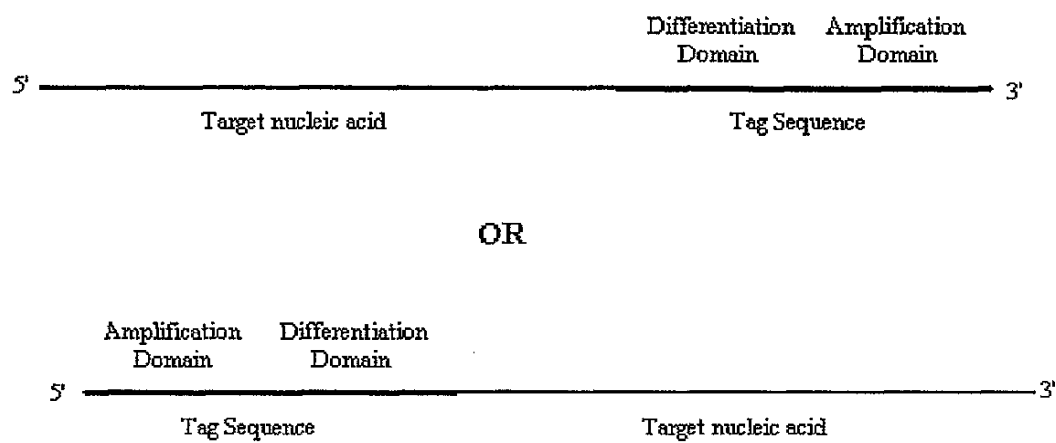 Differentiation Amplification
Domain Domain
5' 3'
Target nucleic acid Tag Sequence
OR
Amplification Differentiation
Domain Domain
5' 3'
Tag Sequence Target nucleic acid